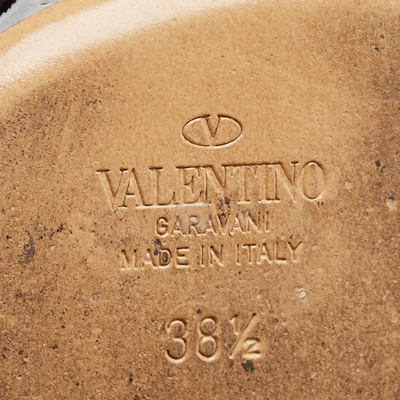 V
VALENTINO
GARAVANI
MADE IN ITALY
38½